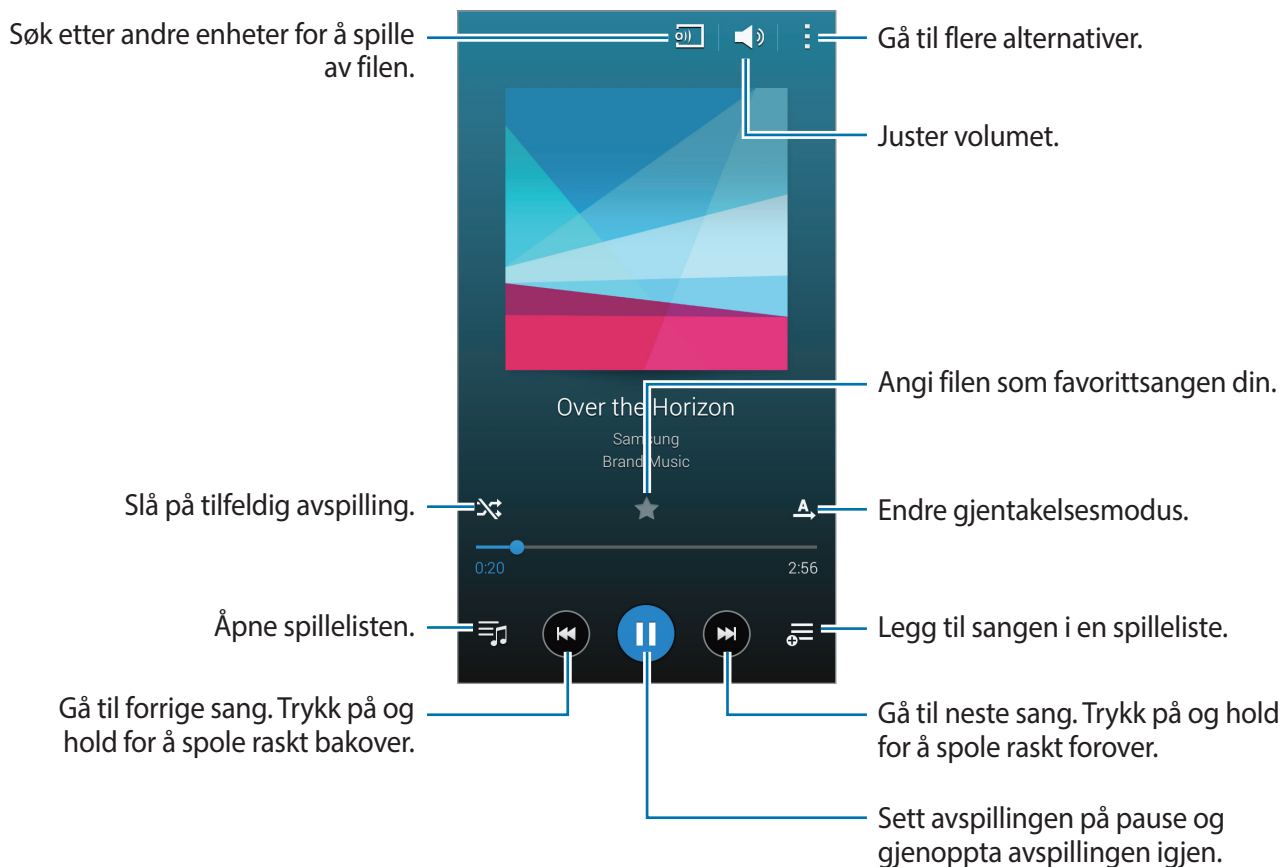 Søk etter andre enheter for å spille
av filen.
Gå til flere alternativer.
Juster volumet.
Angi filen som favorittsangen din.
Over the Horizon
Samsung
Brand Music
Slå på tilfeldig avspilling.
A
Endre gjentakelsesmodus.
0:20
2:56
Åpne spillelisten.
Legg til sangen i en spilleliste.
Gå til forrige sang. Trykk på og
hold for å spole raskt bakover.
Gå til neste sang. Trykk på og hold
for å spole raskt forover.
Sett avspillingen på pause og
gjenoppta avspillingen igjen.